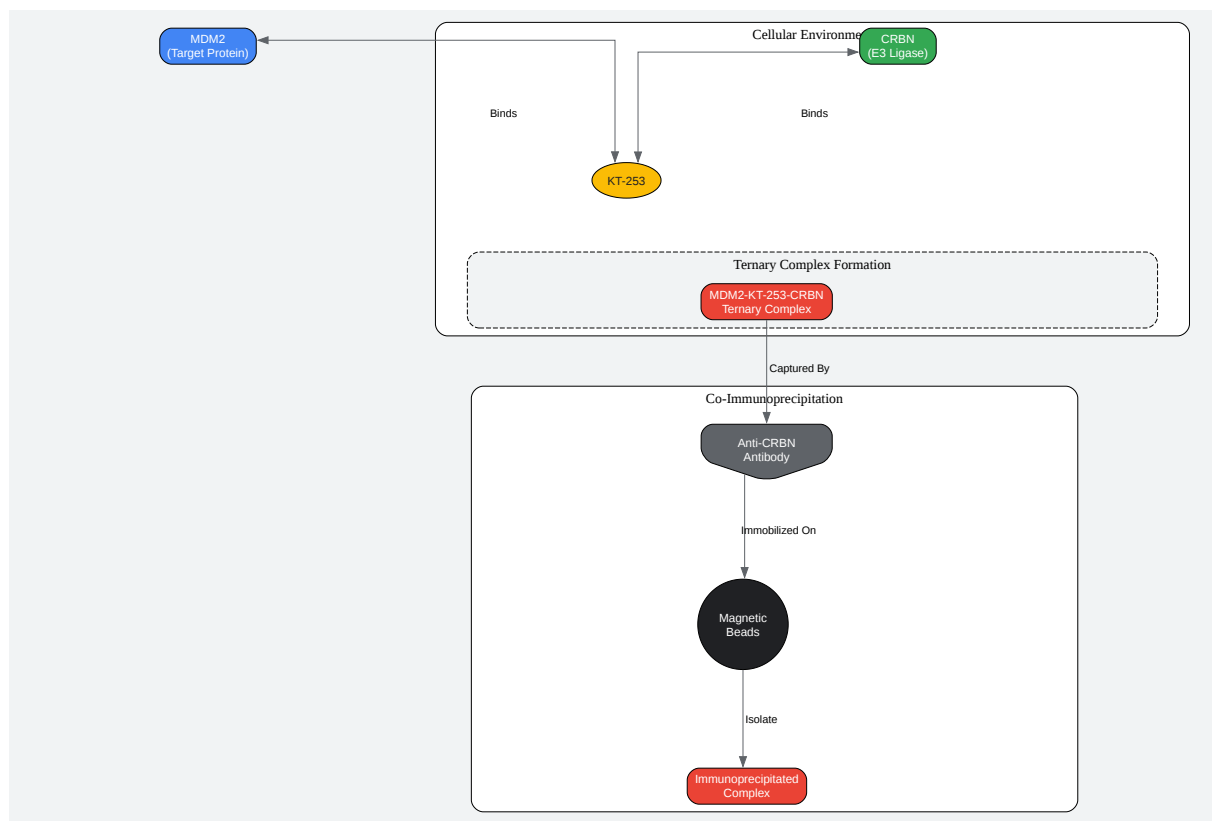 MDM2
(Target Protein)
Cellular Environme
CRBN
(E3 Ligase)
Binds
Binds
KT-253
Ternary Complex Formation
MDM2-KT-253-CRBN
Ternary Complex
Captured By
Co-Immunoprecipitation
Anti-CRBN
Antibody
Immobilized On
Magnetic
Beads
Isolate
Immunoprecipitated
Complex